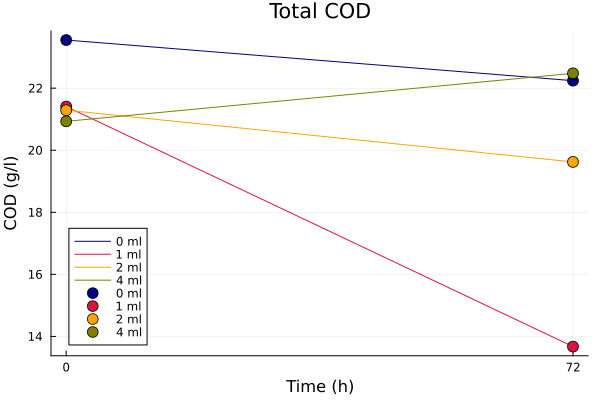 Total COD
COD (g/l)
22
20
18
16
14
0 ml
1 ml
2 ml
4 ml
0 ml
1 ml
2 ml
4 ml
0
72
Time (h)